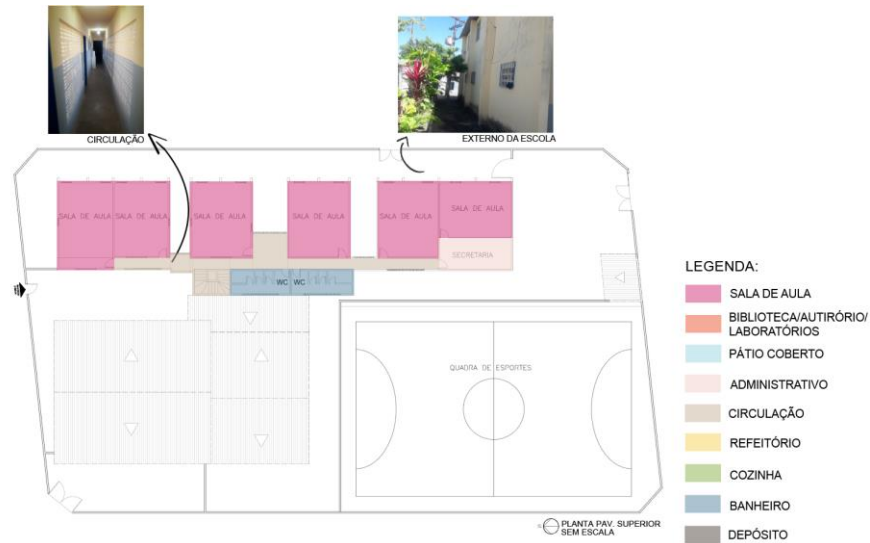 CIRCULAÇÃO
EXTERNO DA ESCOLA
SALA DE AULA
SALA DE AULA
SALA DE AULA
SALA DE AULA
SALA DE AULA
SALA DE AULA
SECRETARIA
WC WC
QUADRA DE ESPORTES
PLANTA PAV. SUPERIOR
SEM ESCALA
LEGENDA:
SALA DE AULA
BIBLIOTECA/AUTIRÓRIO/
LABORATÓRIOS
PÁTIO COBERTO
ADMINISTRATIVO
CIRCULAÇÃO
REFEITÓRIO
COZINHA
BANHEIRO
DEPÓSITO